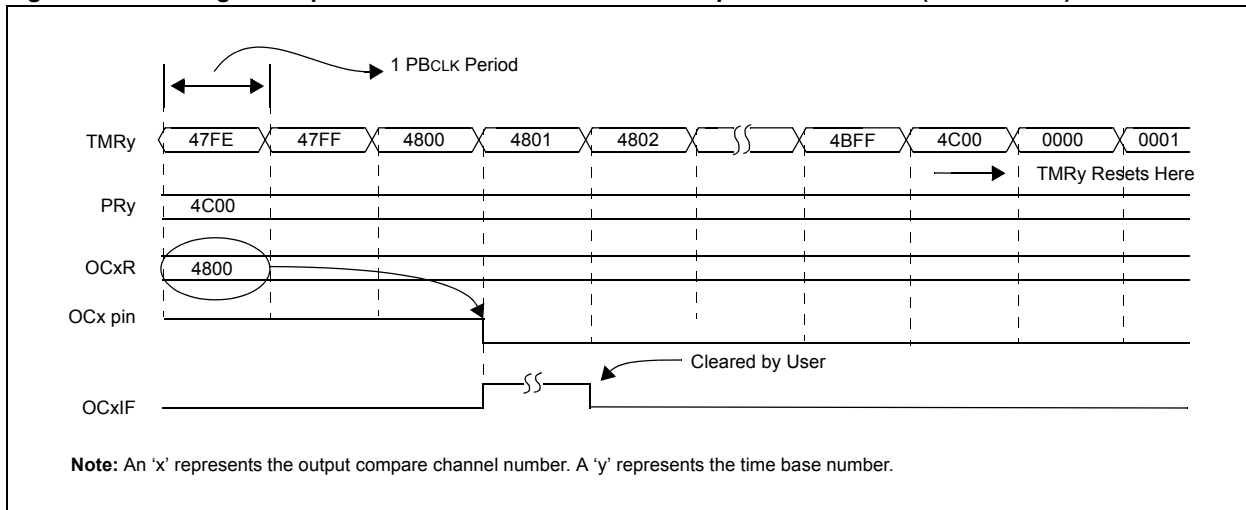 1 PBCLK Period
TMRy 47FE 47FF 4800 4801 4802 4BFF 4C00 0000 0001
TMRy Resets Here
PRy 4C00
OCxR 4800
OCx pin
Cleared by User
OCxIF
Note: An ‘x’ represents the output compare channel number. A ‘y’ represents the time base number.